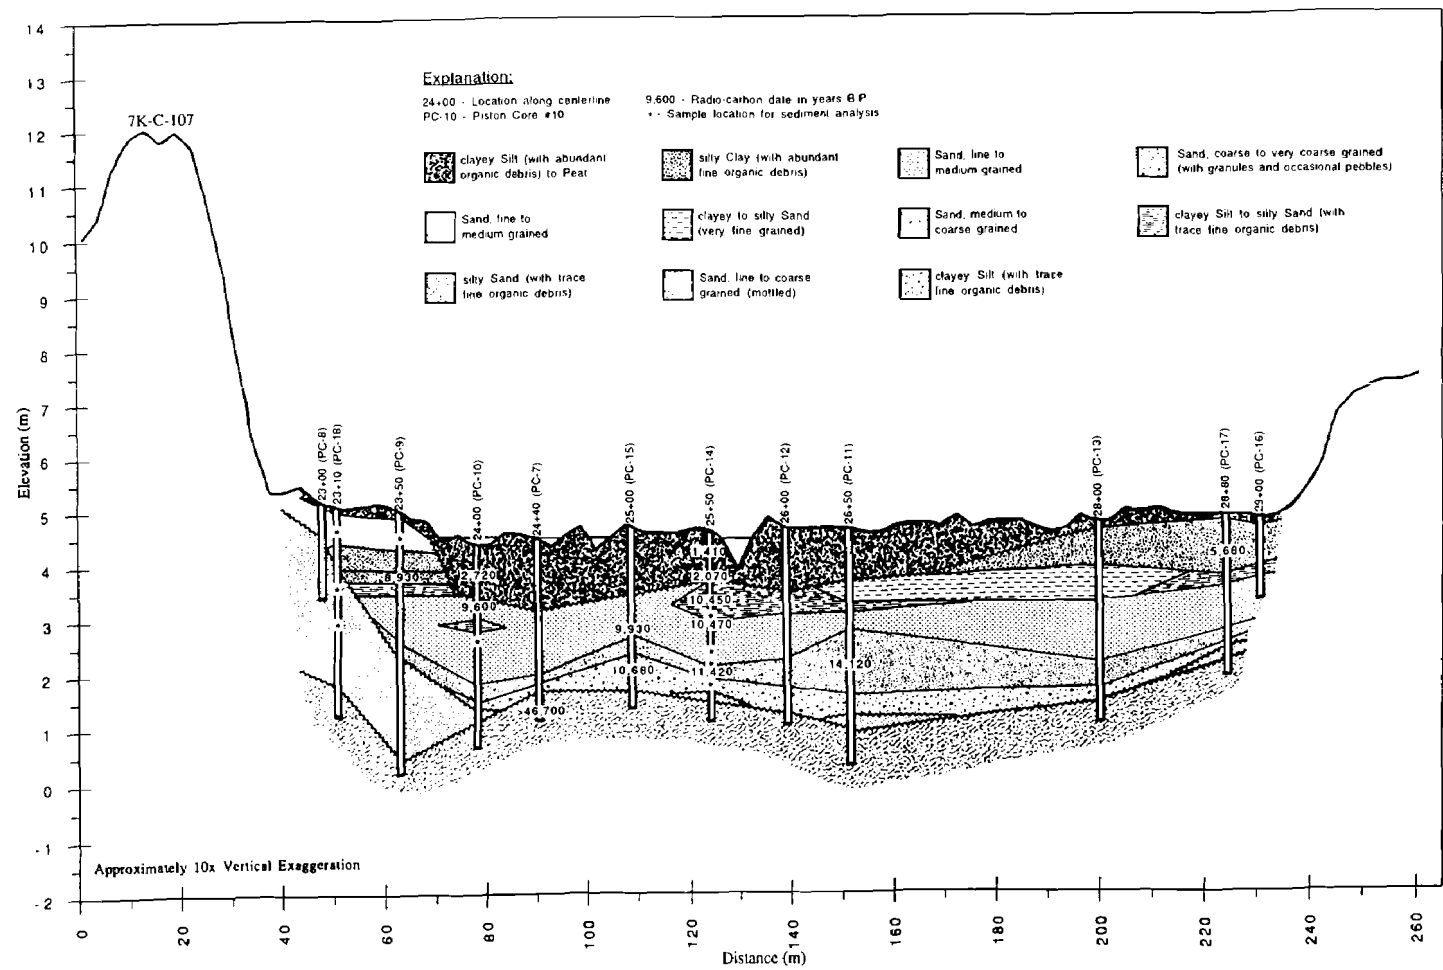 Explanation:
24+00 - Location along centerline
PC-10 - Piston Core #10
9,600 - Radio-carbon date in years B P
• - Sample location for sediment analysis
clayey Silt (with abundant
organic debris) to Peat
silty Clay (with abundant
fine organic debris)
Sand, fine to
medium grained
Sand, coarse to very coarse grained
(with granules and occasional pebbles)
Sand, fine to
medium grained
clayey to silty Sand
(very fine grained)
Sand, medium to
coarse grained
clayey Silt to silty Sand (with
trace fine organic debris)
silty Sand (with trace
fine organic debris)
Sand, fine to coarse
grained (mottled)
clayey Silt (with trace
fine organic debris)
7K-C-107
Elevation (m)
14
13
12
11
10
9
8
7
6
5
4
3
2
1
0
-1
-2
23+00 (PC-8)
23+10 (PC-18)
23+50 (PC-9)
24+00 (PC-10)
24+40 (PC-7)
25+00 (PC-15)
25+50 (PC-14)
26+00 (PC-12)
26+50 (PC-11)
28+00 (PC-13)
28+80 (PC-17)
29+00 (PC-16)
8,930
2,720
9,600
>46,700
9,930
10,680
1,410
2,070
10,450
10,470
11,420
14,120
5,680
Approximately 10x Vertical Exaggeration
0
20
40
60
80
100
120
140
160
180
200
220
240
260
Distance (m)